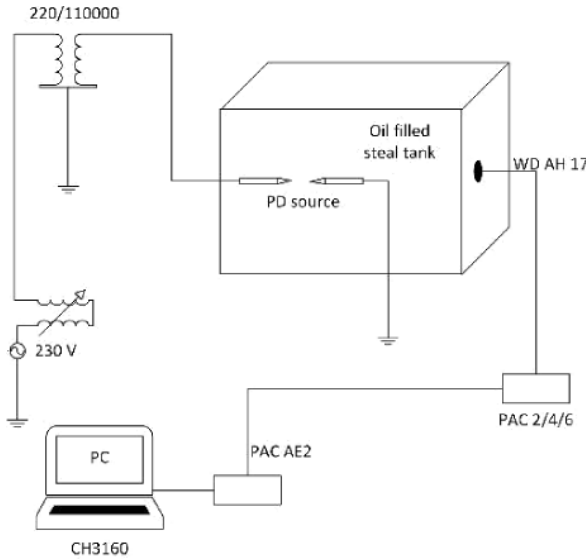 220/110000
Oil filled
steal tank
WD AH 17
PD source
230 V
PAC 2/4/6
PAC AE2
PC
CH3160